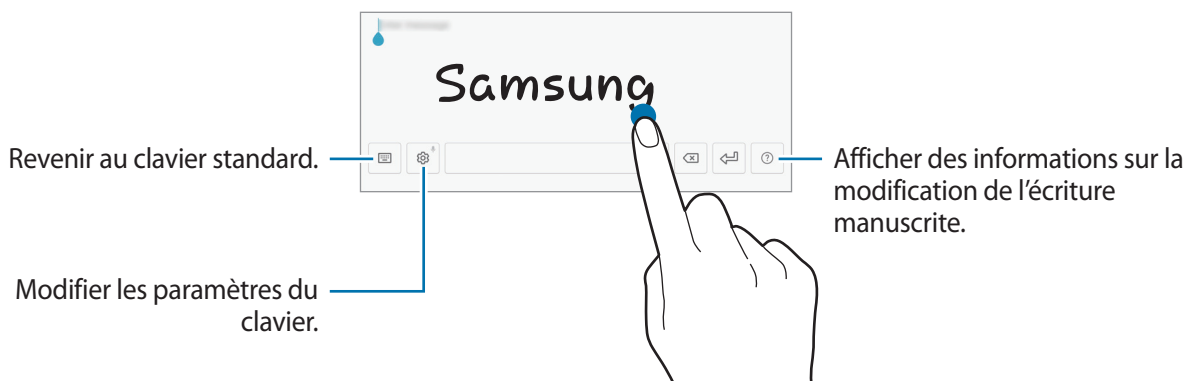 Samsung
Revenir au clavier standard.
Afficher des informations sur la
modification de l'écriture
manuscrite.
Modifier les paramètres du
clavier.